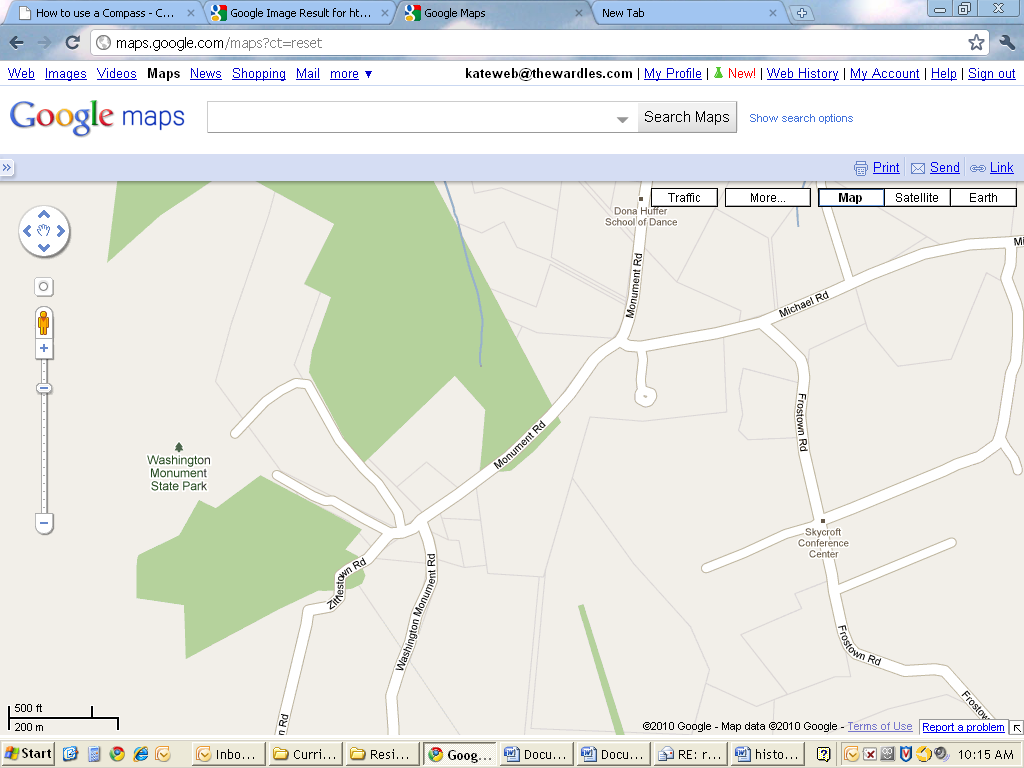 How to use a Compass - C...
Google Image Result for ht...
Google Maps
New Tab
maps.google.com/maps?ct=reset
Web Images Videos Maps News Shopping Mail more ▼
kateweb@thewardles.com | My Profile | New! | Web History | My Account | Help | Sign out
Google maps
Search Maps
Show search options
»
Print
Send
Link
Traffic
More...
Map
Satellite
Earth
Dona Huffer
School of Dance
Monument Rd
Michael Rd
Mi
Frostown Rd
Monument Rd
Washington
Monument
State Park
Skycroft
Conference
Center
Zittlestown Rd
Washington Monument Rd
Frostown Rd
Frostow
n Rd
500 ft
200 m
©2010 Google - Map data ©2010 Google - Terms of Use
Report a problem
Start
Inbo...
Curri...
Resi...
Goog...
Docu...
Docu...
RE: r...
histo...
10:15 AM